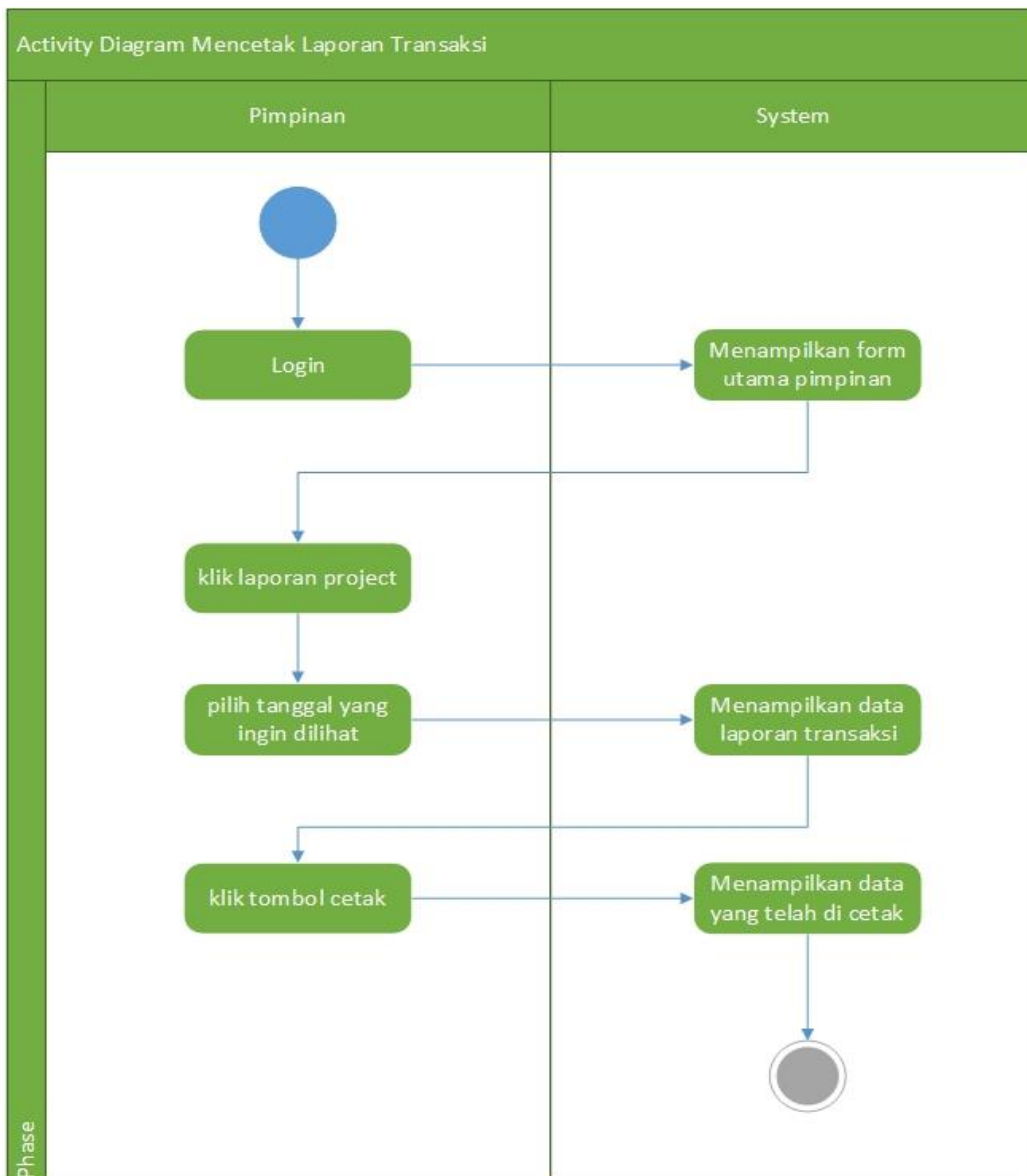 Activity Diagram Mencetak Laporan Transaksi
Pimpinan
System
Login
Menampilkan form
utama pimpinan
klik laporan project
pilih tanggal yang
ingin dilihat
Menampilkan data
laporan transaksi
klik tombol cetak
Menampilkan data
yang telah di cetak
Phase